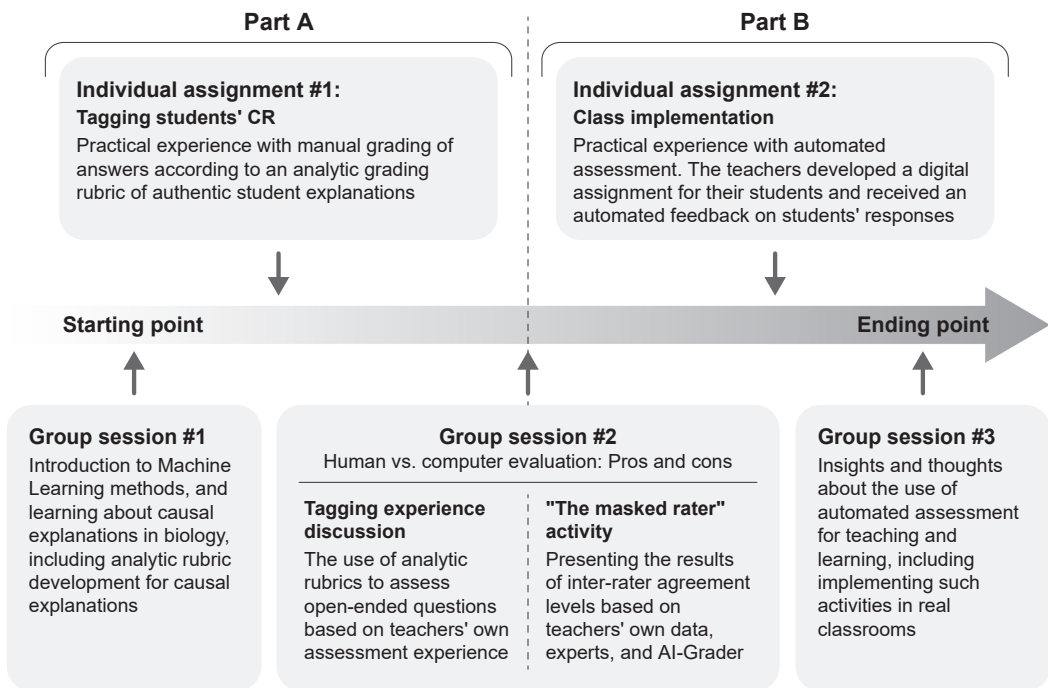 Part A
Part B
Individual assignment #1:
Tagging students' CR
Practical experience with manual grading of
answers according to an analytic grading
rubric of authentic student explanations
Individual assignment #2:
Class implementation
Practical experience with automated
assessment. The teachers developed a digital
assignment for their students and received an
automated feedback on students' responses
Starting point
Ending point
Group session #1
Introduction to Machine
Learning methods, and
learning about causal
explanations in biology,
including analytic rubric
development for causal
explanations
Group session #2
Human vs. computer evaluation: Pros and cons
Tagging experience
discussion
The use of analytic
rubrics to assess
open-ended questions
based on teachers' own
assessment experience
"The masked rater"
activity
Presenting the results
of inter-rater agreement
levels based on
teachers' own data,
experts, and AI-Grader
Group session #3
Insights and thoughts
about the use of
automated assessment
for teaching and
learning, including
implementing such
activities in real
classrooms